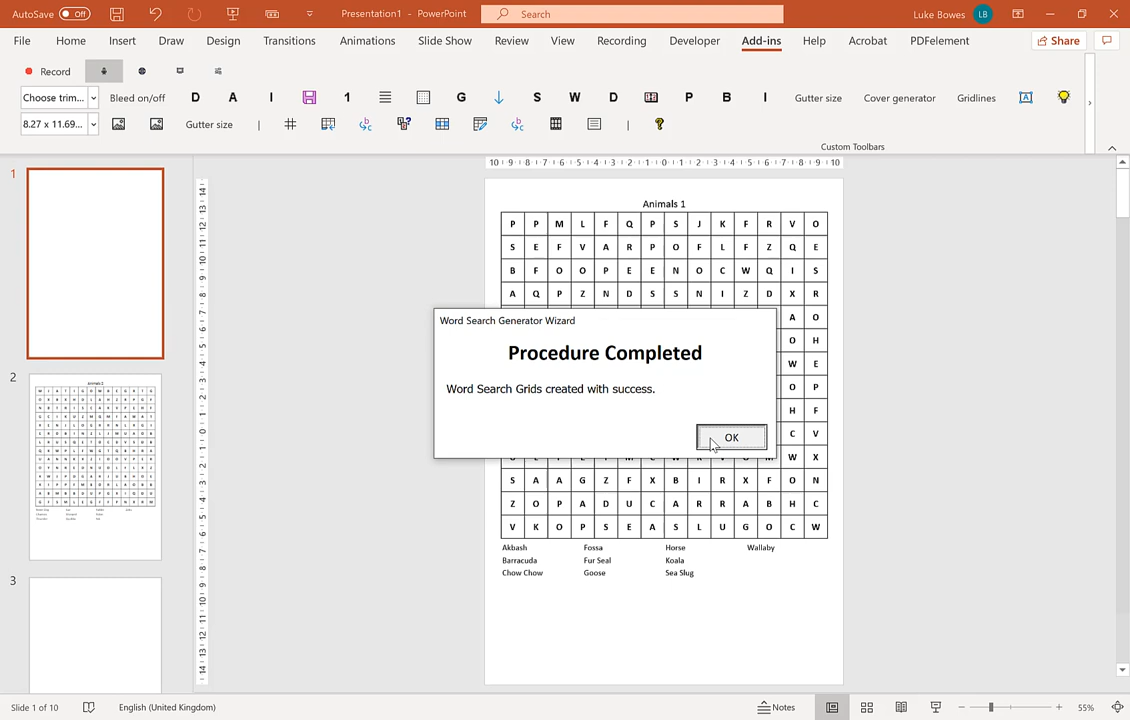 AutoSave Off Presentation1 - PowerPoint Search Luke Bowes LB
File Home Insert Draw Design Transitions Animations Slide Show Review View Recording Developer Add-ins Help Acrobat PDFelement Share
Record
Choose trim... Bleed on/off D A I 1 G S W D P B I Gutter size Cover generator Gridlines
8.27 x 11.69... Gutter size | | ?
Custom Toolbars
1
2
3
Animals 1
P P M L F Q P S J K F R V O
S E F V A R P O F L F Z Q E
B F O O P E E N O C W Q I S
A Q P Z N D S S N I Z D X R
A O
O H
W E
O P
H F
C V
W X
S A A G Z F X B I R X F O N
Z O P A D U C A R R A B H C
V K O P S E A S L U G O C W
Akbash Fossa Horse Wallaby
Barracuda Fur Seal Koala
Chow Chow Goose Sea Slug
Word Search Generator Wizard
Procedure Completed
Word Search Grids created with success.
OK
Slide 1 of 10 English (United Kingdom) Notes 55%